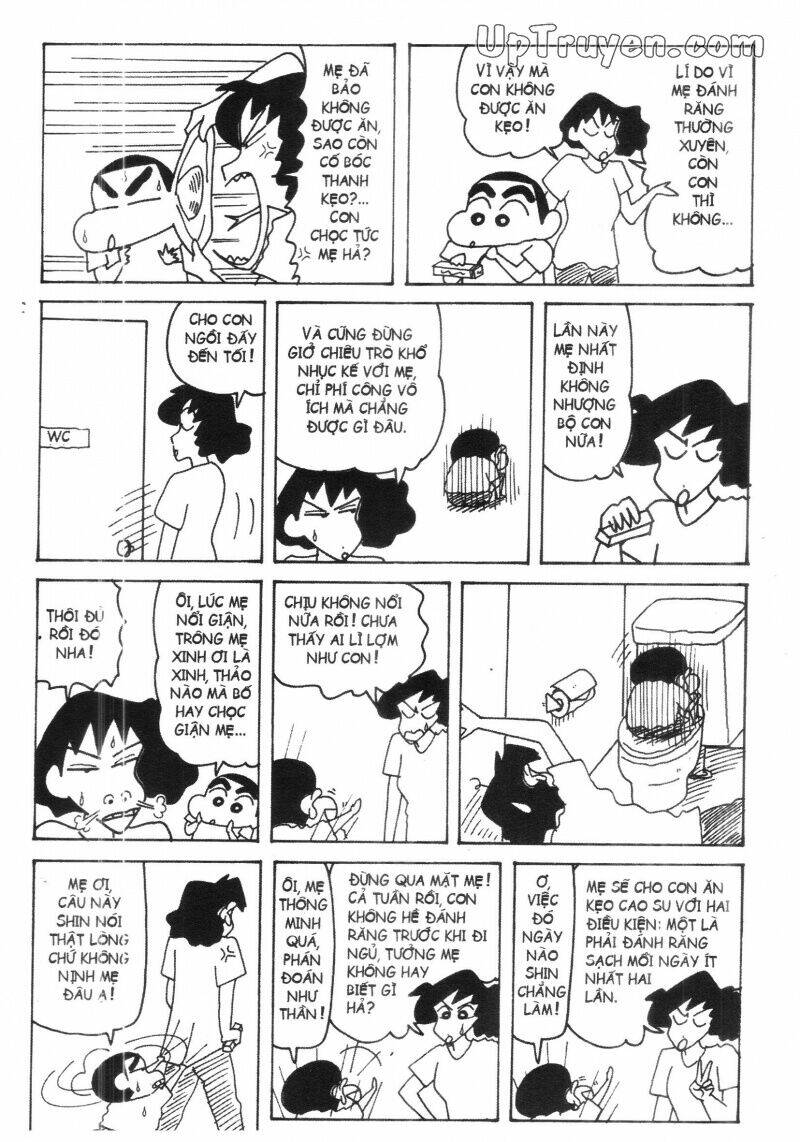 UpTruyen.com
LÍ DO VÌ
MẸ ĐÁNH
RĂNG
THƯỜNG
XUYÊN,
CÒN
CON
THÌ
KHÔNG...
VÌ VẬY MÀ
CON KHÔNG
ĐƯỢC ĂN
KẸO!
MẸ ĐÃ
BẢO
KHÔNG
ĐƯỢC ĂN,
SAO CÒN
CỐ BÓC
THANH
KẸO?...
CON
CHỌC TỨC
MẸ HẢ?
LẦN NÀY
MẸ NHẤT
ĐỊNH
KHÔNG
NHƯỢNG
BỘ CON
NỮA!
VÀ CŨNG ĐỪNG
GIỞ CHIÊU TRÒ KHỔ
NHỤC KẾ VỚI MẸ,
CHỈ PHÍ CÔNG VÔ
ÍCH MÀ CHẲNG
ĐƯỢC GÌ ĐÂU.
CHO CON
NGỒI ĐẤY
ĐẾN TỐI!
WC
CHỊU KHÔNG NỔI
NỮA RỒI! CHƯA
THẤY AI LÌ LỢM
NHƯ CON!
ÔI, LÚC MẸ
NỔI GIẬN,
TRÔNG MẸ
XINH ƠI LÀ
XINH, THẢO
NÀO MÀ BỐ
HAY CHỌC
GIẬN MẸ...
THÔI ĐỦ
RỒI ĐÓ
NHA!
MẸ SẼ CHO CON ĂN
KẸO CAO SU VỚI HAI
ĐIỀU KIỆN: MỘT LÀ
PHẢI ĐÁNH RĂNG
SẠCH MỖI NGÀY ÍT
NHẤT HAI
LẦN.
Ơ,
VIỆC
ĐÓ
NGÀY
NÀO
SHIN
CHẲNG
LÀM!
ĐỪNG QUA MẶT MẸ!
CẢ TUẦN RỒI, CON
KHÔNG HỀ ĐÁNH
RĂNG TRƯỚC KHI ĐI
NGỦ, TƯỞNG MẸ
KHÔNG HAY
BIẾT GÌ
HẢ?
ÔI, MẸ
THÔNG
MINH
QUÁ,
PHÁN
ĐOÁN
NHƯ
THẦN!
MẸ ƠI,
CÂU NÀY
SHIN NÓI
THẬT LÒNG
CHỨ KHÔNG
NỊNH MẸ
ĐÂU Ạ!